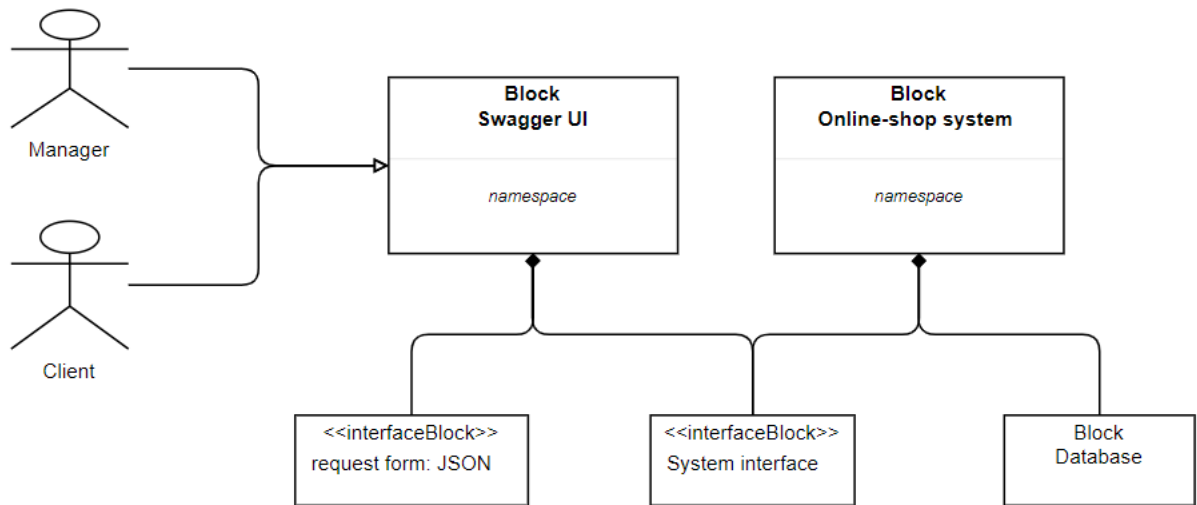 Manager
Client
Block
Swagger UI
namespace
Block
Online-shop system
namespace
<<interfaceBlock>>
request form: JSON
<<interfaceBlock>>
System interface
Block
Database